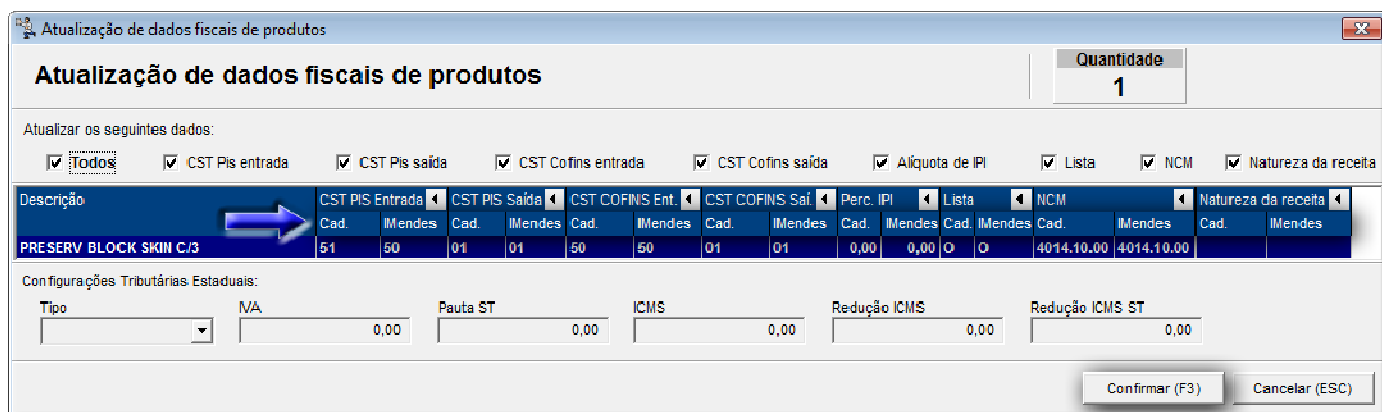 Atualização de dados fiscais de produtos
Atualização de dados fiscais de produtos
Quantidade
1
Atualizar os seguintes dados:
Todos CST Pis entrada CST Pis saída CST Cofins entrada CST Cofins saída Alíquota de IPI Lista NCM Natureza da receita
Descrição CST PIS Entrada CST PIS Saída CST COFINS Ent. CST COFINS Saí. Perc. IPI Lista NCM Natureza da receita
Cad. IMendes Cad. IMendes Cad. IMendes Cad. IMendes Cad. IMendes Cad. IMendes Cad. IMendes Cad. IMendes
PRESERV BLOCK SKIN C/3 51 50 01 01 50 50 01 01 0,00 0,00 O O 4014.10.00 4014.10.00
Configurações Tributárias Estaduais:
Tipo IVA Pauta ST ICMS Redução ICMS Redução ICMS ST
0,00 0,00 0,00 0,00 0,00
Confirmar (F3) Cancelar (ESC)